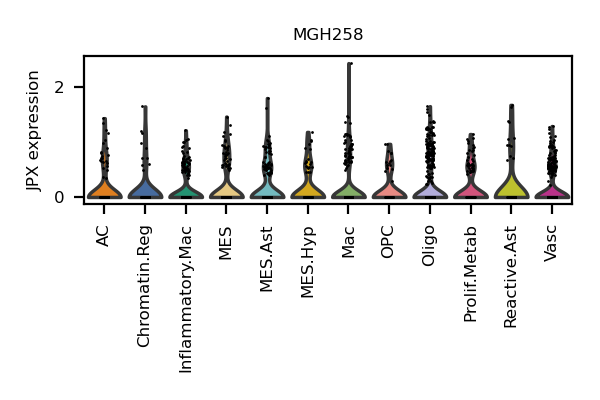 MGH258
JPX expression
2
0
AC
Chromatin.Reg
Inflammatory.Mac
MES
MES.Ast
MES.Hyp
Mac
OPC
Oligo
Prolif.Metab
Reactive.Ast
Vasc